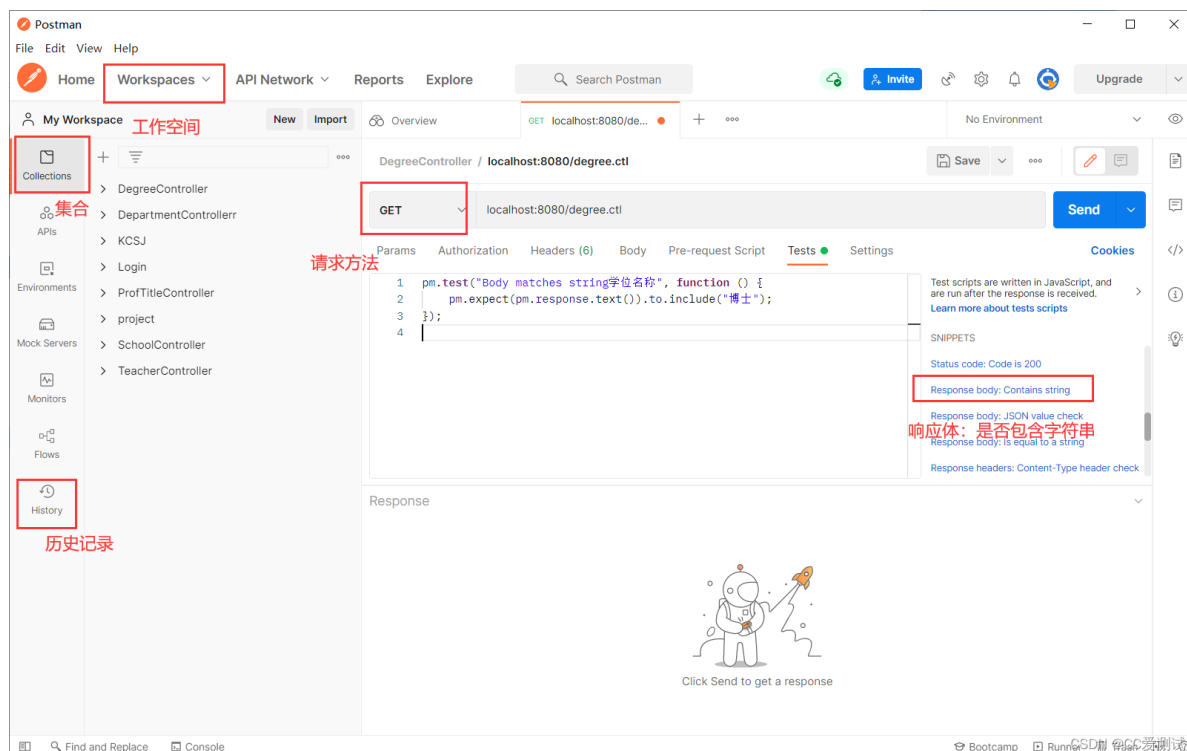 Postman
File Edit View Help
Home Workspaces API Network Reports Explore Search Postman Invite Upgrade
My Workspace New Import Overview GET localhost:8080/de... No Environment
工作空间
Collections
集合
APIs
Environments
Mock Servers
Monitors
Flows
History
历史记录
DegreeController
DepartmentControllerr
KCSJ
Login
ProfTitleController
project
SchoolController
TeacherController
DegreeController / localhost:8080/degree.ctl Save
GET localhost:8080/degree.ctl Send
请求方法
Params Authorization Headers (6) Body Pre-request Script Tests Settings Cookies
1 pm.test("Body matches string学位名称", function () {
2 pm.expect(pm.response.text()).to.include("博士");
3 });
4
Test scripts are written in JavaScript, and
are run after the response is received.
Learn more about tests scripts
SNIPPETS
Status code: Code is 200
Response body: Contains string
Response body: JSON value check
响应体：是否包含字符串
Response body: Is equal to a string
Response headers: Content-Type header check
Response
Click Send to get a response
Find and Replace Console Bootcamp Runner
CSDN @CC爱测试